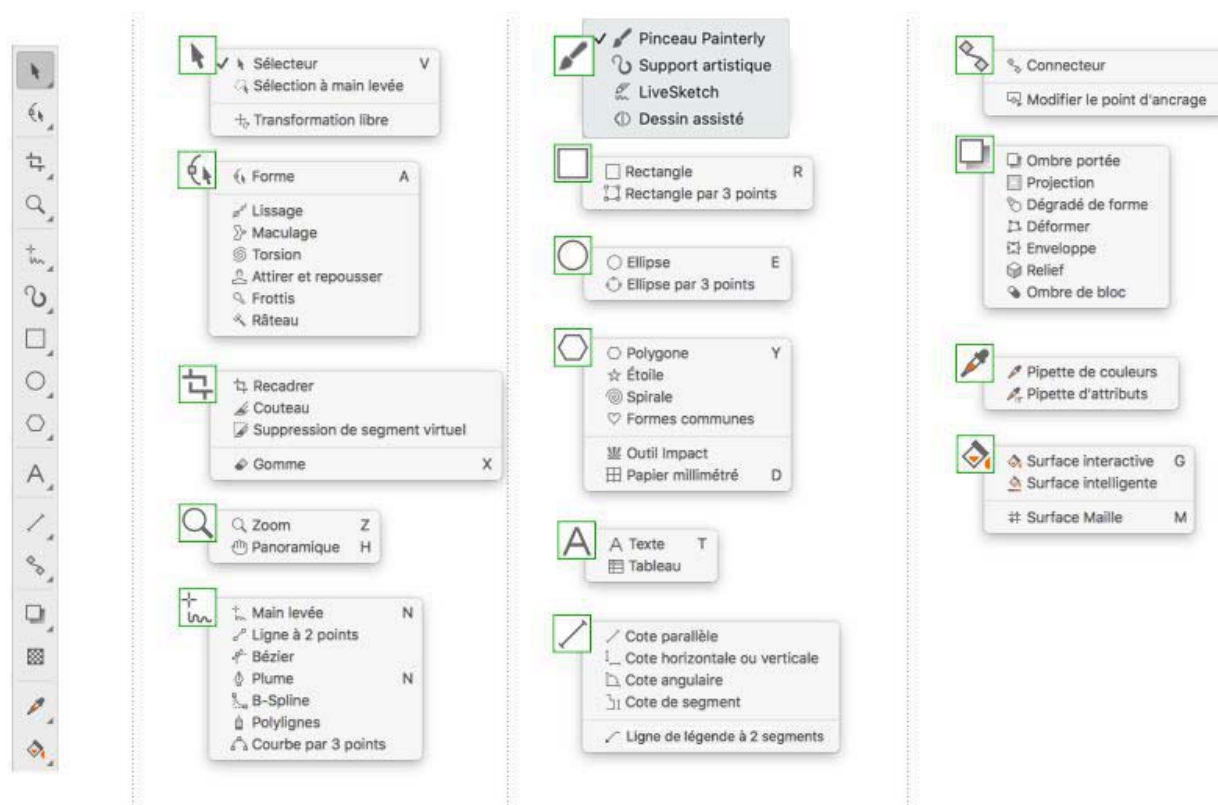 Sélecteur V
Sélection à main levée
Transformation libre
Forme A
Lissage
Maculage
Torsion
Attirer et repousser
Frottis
Râteau
Recadrer
Couteau
Suppression de segment virtuel
Gomme X
Zoom Z
Panoramique H
Main levée N
Ligne à 2 points
Bézier
Plume N
B-Spline
Polylignes
Courbe par 3 points
Pinceau Painterly
Support artistique
LiveSketch
Dessin assisté
Rectangle R
Rectangle par 3 points
Ellipse E
Ellipse par 3 points
Polygone Y
Étoile
Spirale
Formes communes
Outil Impact
Papier millimétré D
Texte T
Tableau
Cote parallèle
Cote horizontale ou verticale
Cote angulaire
Cote de segment
Ligne de légende à 2 segments
Connecteur
Modifier le point d'ancrage
Ombre portée
Projection
Dégradé de forme
Déformer
Enveloppe
Relief
Ombre de bloc
Pipette de couleurs
Pipette d'attributs
Surface interactive G
Surface intelligente
Surface Maille M